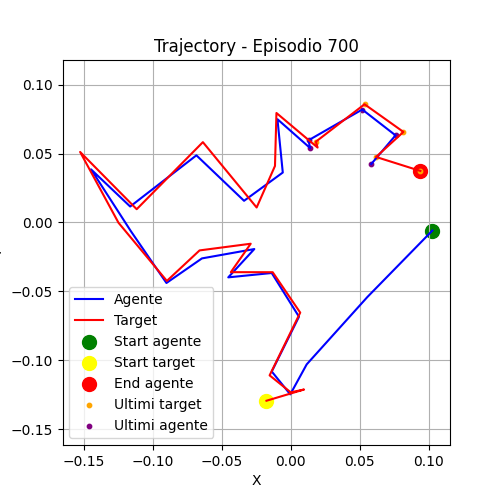 Trajectory - Episodio 700
0.10
0.05
0.00
−0.05
−0.10
−0.15
Agente
Target
Start agente
Start target
End agente
Ultimi target
Ultimi agente
−0.15 −0.10 −0.05 0.00 0.05 0.10
X